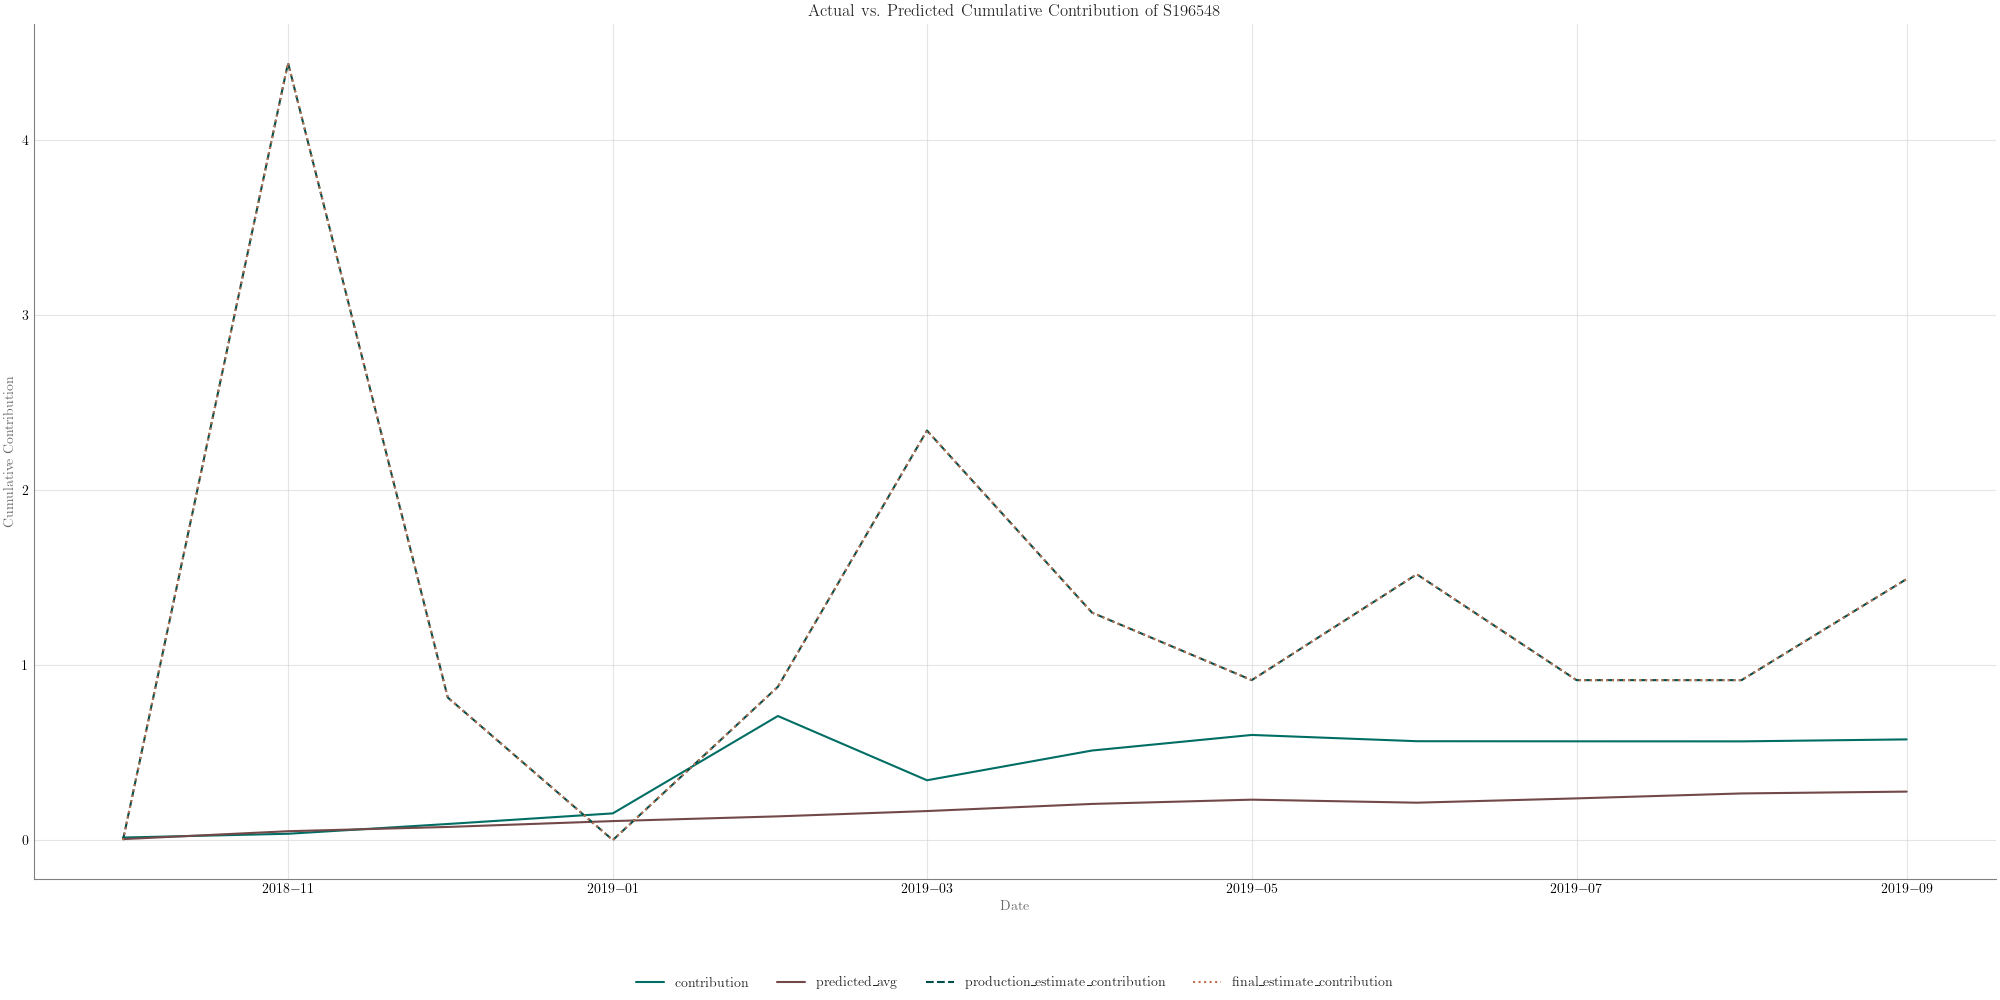 Actual vs. Predicted Cumulative Contribution of S196548
Cumulative Contribution
4
3
2
1
0
2018−11
2019−01
2019−03
2019−05
2019−07
2019−09
Date
contribution
predicted_avg
production_estimate_contribution
final_estimate_contribution